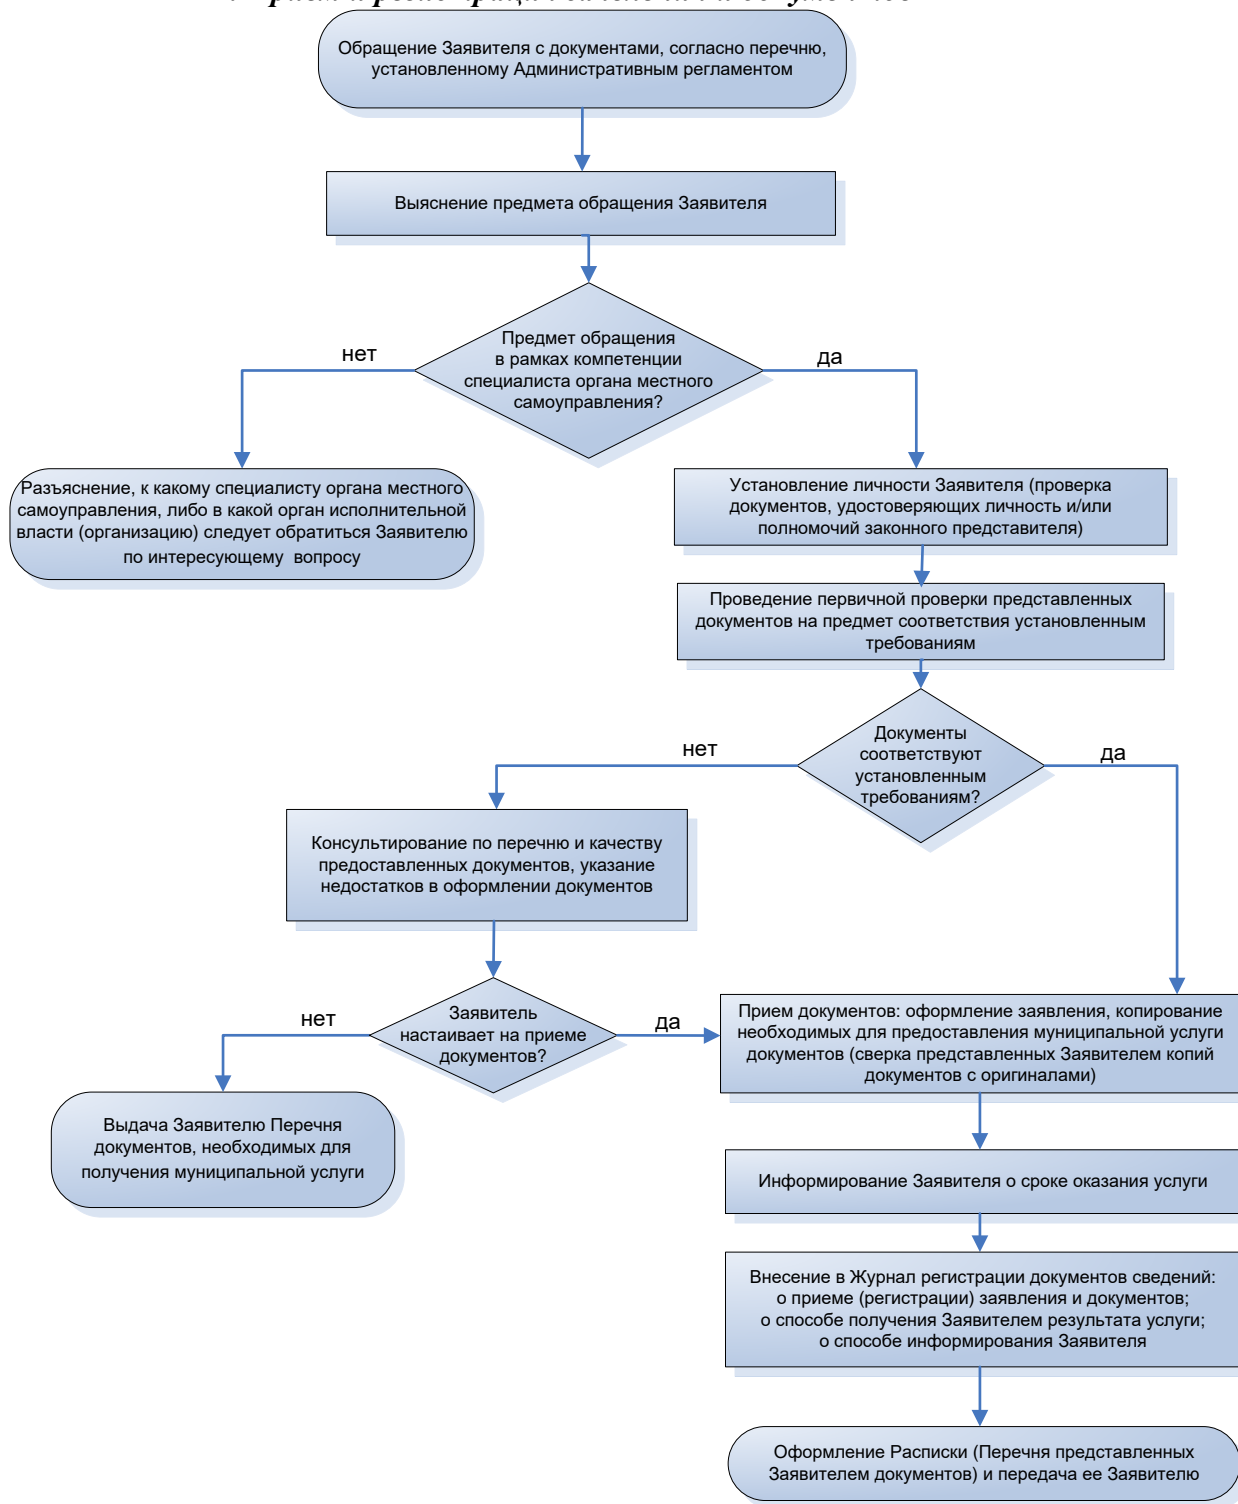 Обращение Заявителя с документами, согласно перечню,
установленному Административным регламентом
Выяснение предмета обращения Заявителя
Предмет обращения
в рамках компетенции
специалиста органа местного
самоуправления?
нет
да
Разъяснение, к какому специалисту органа местного
самоуправления, либо в какой орган исполнительной
власти (организацию) следует обратиться Заявителю
по интересующему вопросу
Установление личности Заявителя (проверка
документов, удостоверяющих личность и/или
полномочий законного представителя)
Проведение первичной проверки представленных
документов на предмет соответствия установленным
требованиям
Документы
соответствуют
установленным
требованиям?
нет
да
Консультирование по перечню и качеству
предоставленных документов, указание
недостатков в оформлении документов
Заявитель
настаивает на приеме
документов?
нет
да
Выдача Заявителю Перечня
документов, необходимых для
получения муниципальной услуги
Прием документов: оформление заявления, копирование
необходимых для предоставления муниципальной услуги
документов (сверка представленных Заявителем копий
документов с оригиналами)
Информирование Заявителя о сроке оказания услуги
Внесение в Журнал регистрации документов сведений:
о приеме (регистрации) заявления и документов;
о способе получения Заявителем результата услуги;
о способе информирования Заявителя
Оформление Расписки (Перечня представленных
Заявителем документов) и передача ее Заявителю